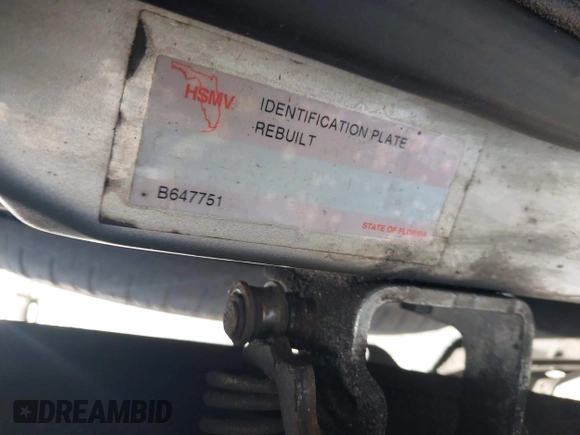 HSMV
IDENTIFICATION PLATE
REBUILT
B647751
STATE OF FLORIDA
DREAMBID